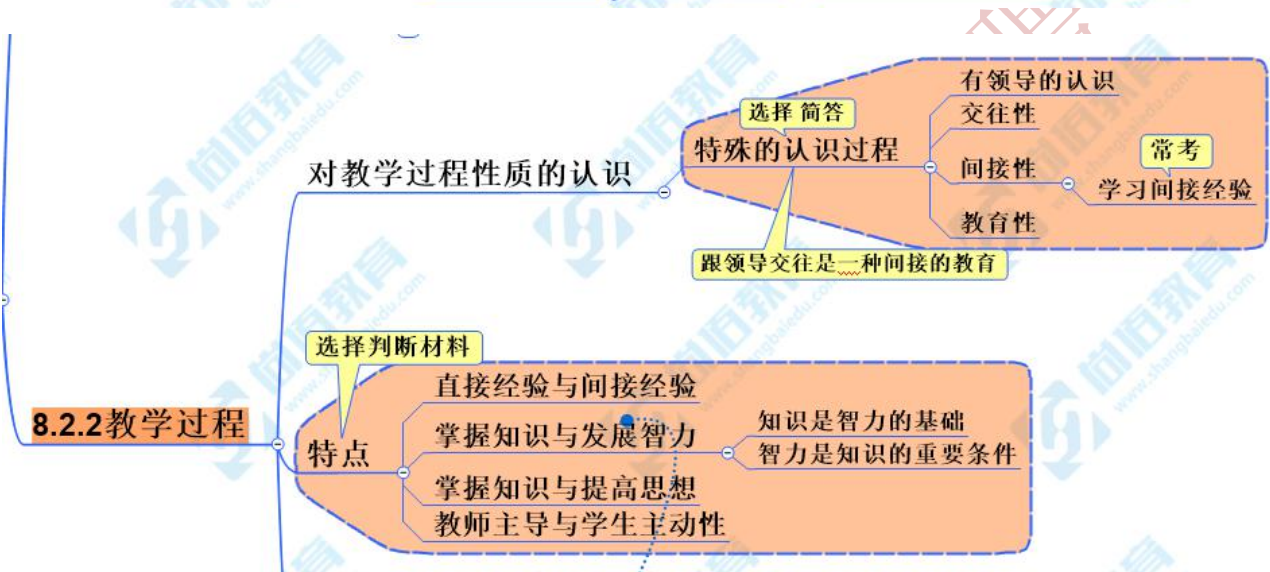 有领导的认识
选择 简答
交往性
特殊的认识过程
常考
对教学过程性质的认识
间接性
学习间接经验
教育性
跟领导交往是一种间接的教育
选择判断材料
直接经验与间接经验
8.2.2教学过程
特点
掌握知识与发展智力
知识是智力的基础
智力是知识的重要条件
掌握知识与提高思想
教师主导与学生主动性